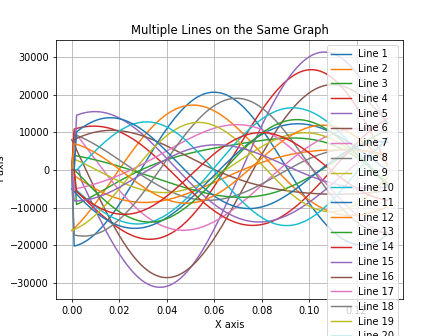 Multiple Lines on the Same Graph
30000
20000
10000
0
−10000
−20000
−30000
0.00
0.02
0.04
0.06
0.08
0.10
X axis
Line 1
Line 2
Line 3
Line 4
Line 5
Line 6
Line 7
Line 8
Line 9
Line 10
Line 11
Line 12
Line 13
Line 14
Line 15
Line 16
Line 17
Line 18
Line 19
Line 20